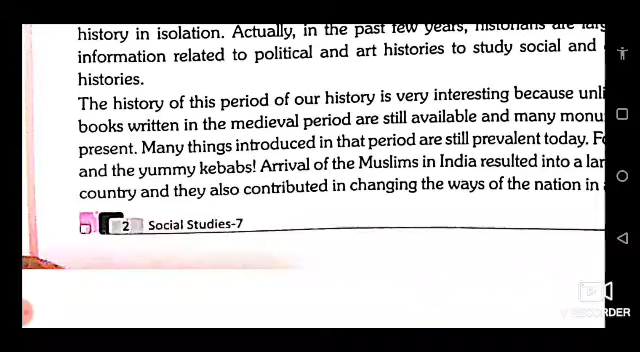 history in isolation. Actually, in the past few years, historians are
information related to political and art histories to study social and
histories.
The history of this period of our history is very interesting because
books written in the medieval period are still available and many
present. Many things introduced in that period are still prevalent today.
and the yummy kebabs! Arrival of the Muslims in India resulted into a
country and they also contributed in changing the ways of the nation in
2 Social Studies-7
RECORDER